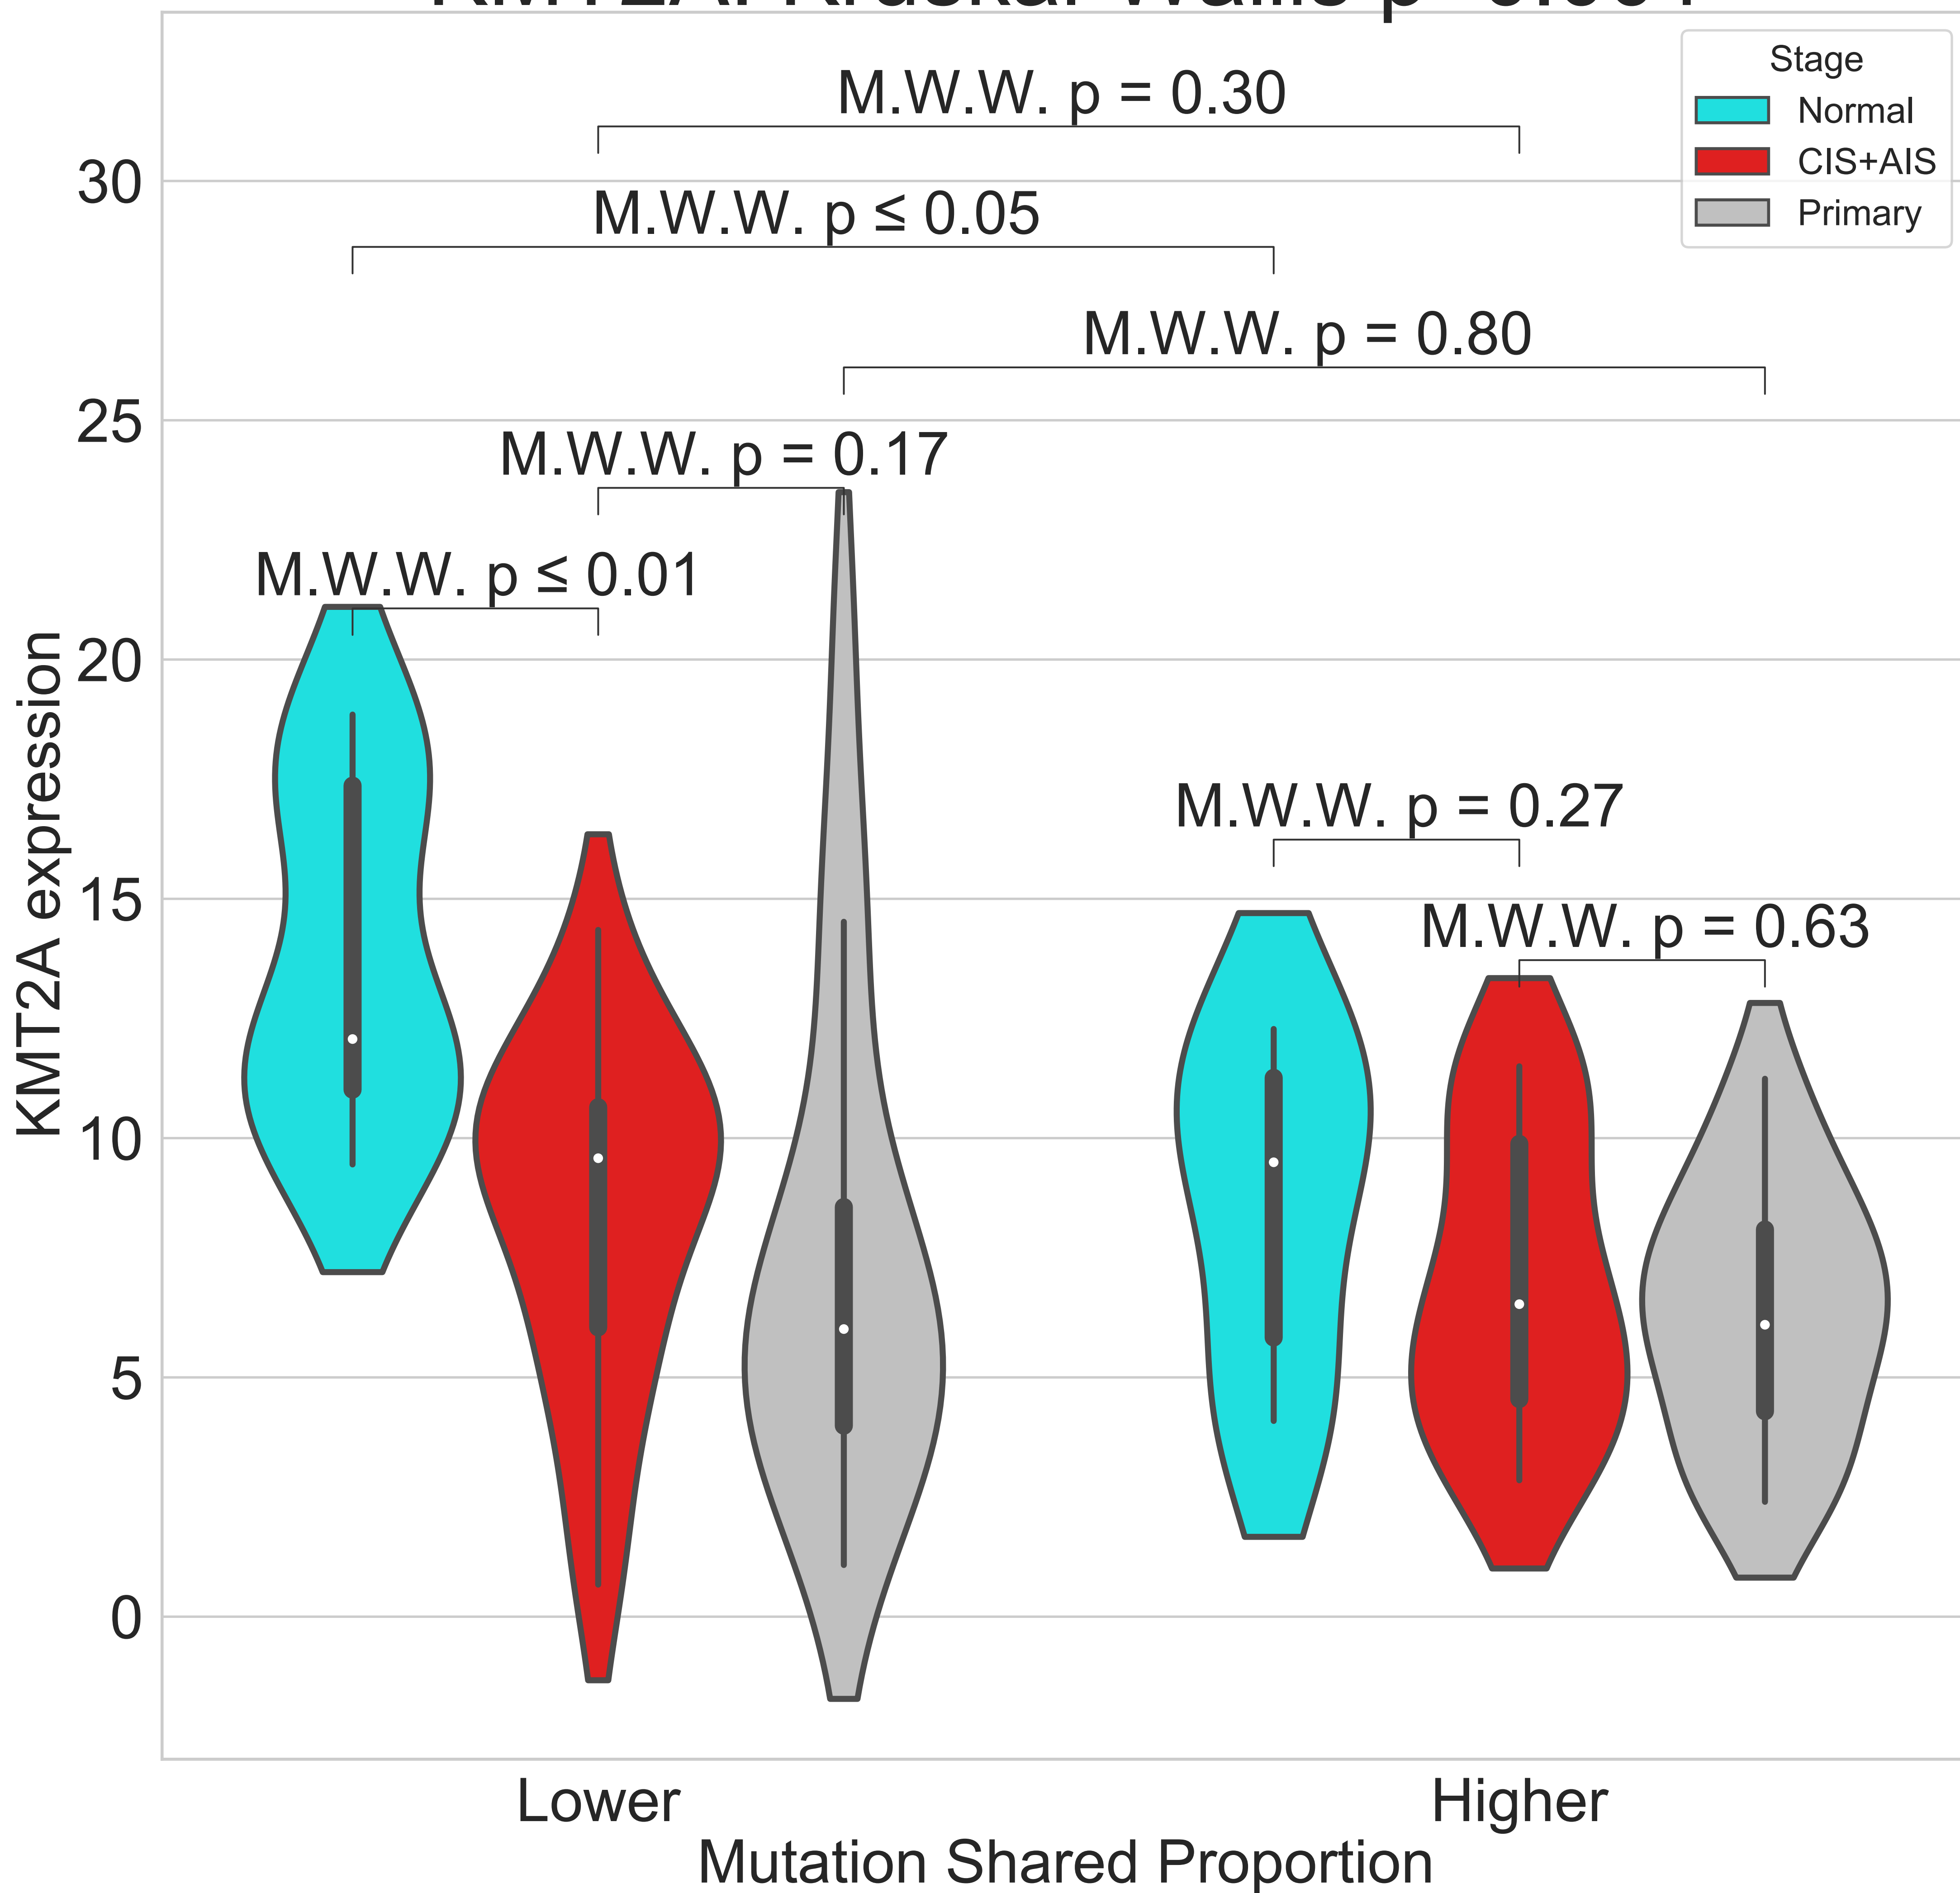 Stage
Normal
CIS+AIS
Primary
M.W.W. p = 0.30
M.W.W. p ≤ 0.05
M.W.W. p = 0.80
M.W.W. p = 0.17
M.W.W. p ≤ 0.01
M.W.W. p = 0.27
M.W.W. p = 0.63
30
25
20
15
10
5
0
KMT2A expression
Lower
Higher
Mutation Shared Proportion